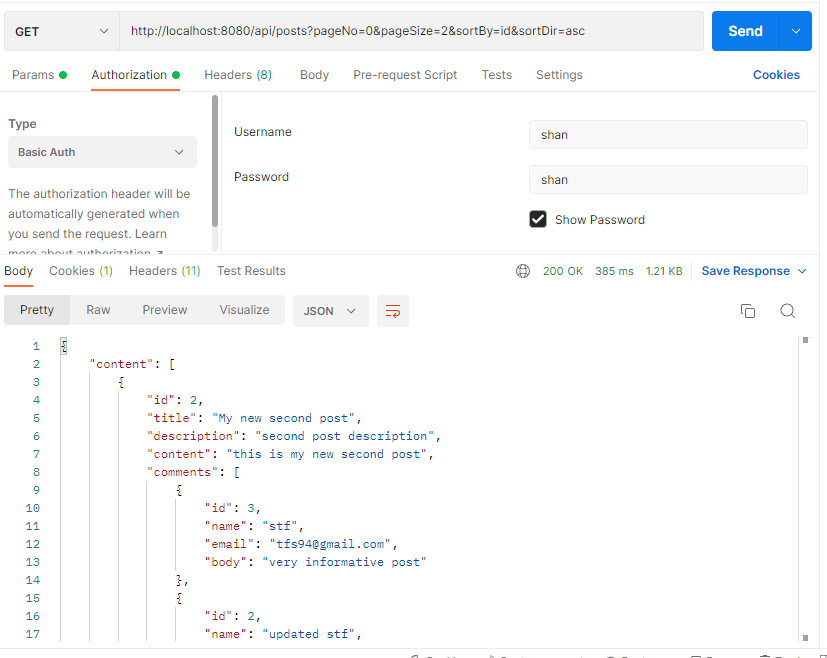 GET http://localhost:8080/api/posts?pageNo=0&pageSize=2&sortBy=id&sortDir=asc Send
Params Authorization Headers (8) Body Pre-request Script Tests Settings Cookies
Type
Basic Auth
The authorization header will be
automatically generated when
you send the request. Learn
more about authorization ↗
Username shan
Password shan
Show Password
Body Cookies (1) Headers (11) Test Results 200 OK 385 ms 1.21 KB Save Response
Pretty Raw Preview Visualize JSON
1 {
2 "content": [
3 {
4 "id": 2,
5 "title": "My new second post",
6 "description": "second post description",
7 "content": "this is my new second post",
8 "comments": [
9 {
10 "id": 3,
11 "name": "stf",
12 "email": "tfs94@gmail.com",
13 "body": "very informative post"
14 },
15 {
16 "id": 2,
17 "name": "updated stf",